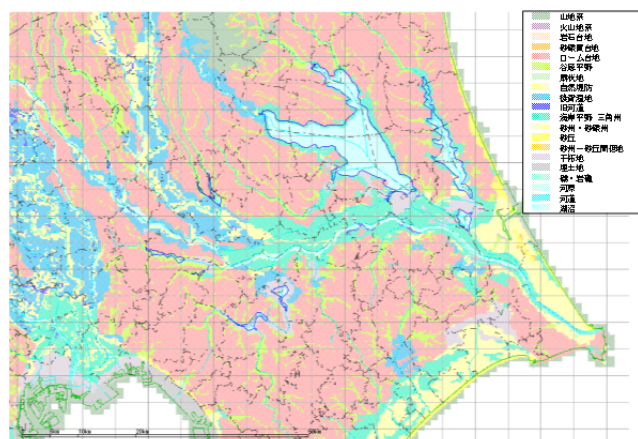 山地系
火山地系
岩石台地
砂礫質台地
ローム台地
谷底平野
扇状地
自然堤防
後背湿地
旧河道
海岸平野 三角州
砂州・砂礫州
砂丘
砂州－砂丘間低地
干拓地
埋土地
磯・岩礁
河原
河道
湖沼
5km 10km 20km